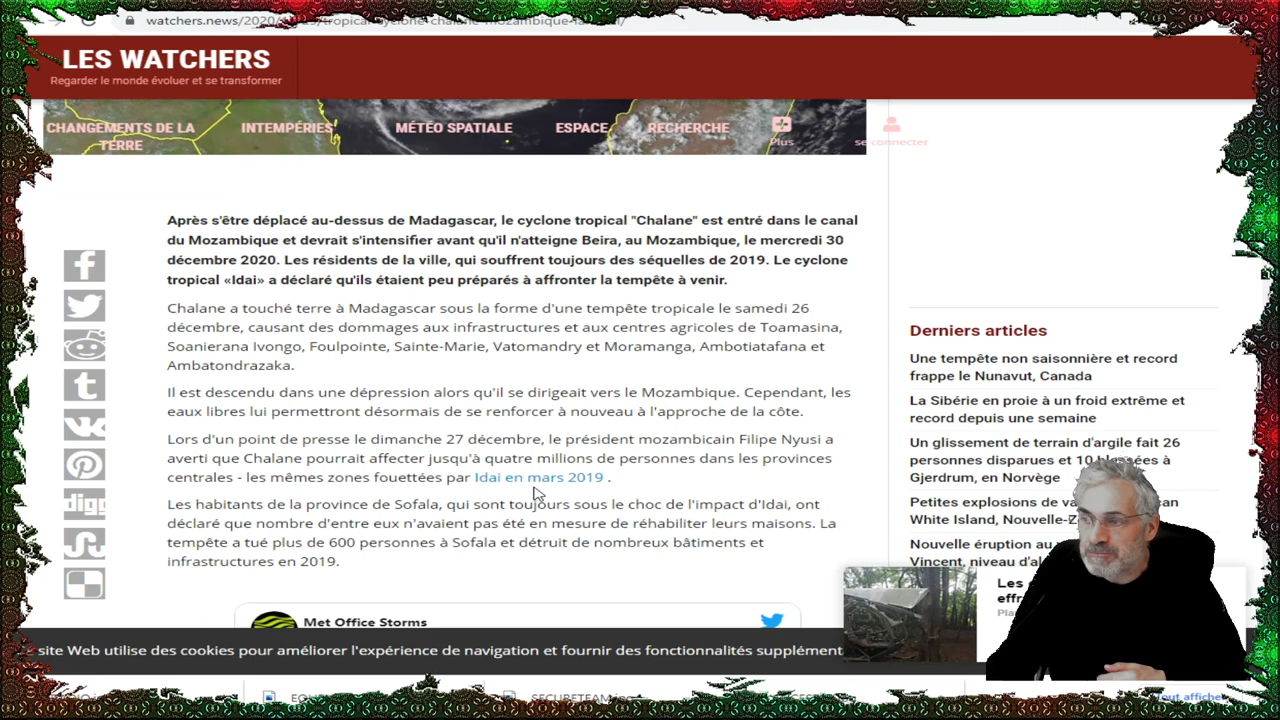 watchers.news/2020/
LES WATCHERS
Regarder le monde évoluer et se transformer
CHANGEMENTS DE LA TERRE
INTEMPÉRIES
MÉTÉO SPATIALE
ESPACE
RECHERCHE
Plus
se connecter
Après s'être déplacé au-dessus de Madagascar, le cyclone tropical "Chalane" est entré dans le canal
du Mozambique et devrait s'intensifier avant qu'il n'atteigne Beira, au Mozambique, le mercredi 30
décembre 2020. Les résidents de la ville, qui souffrent toujours des séquelles de 2019. Le cyclone
tropical «Idai» a déclaré qu'ils étaient peu préparés à affronter la tempête à venir.
Chalane a touché terre à Madagascar sous la forme d'une tempête tropicale le samedi 26
décembre, causant des dommages aux infrastructures et aux centres agricoles de Toamasina,
Soanierana Ivongo, Foulpointe, Sainte-Marie, Vatomandry et Moramanga, Ambotiatafana et
Ambatondrazaka.
Il est descendu dans une dépression alors qu'il se dirigeait vers le Mozambique. Cependant, les
eaux libres lui permettront désormais de se renforcer à nouveau à l'approche de la côte.
Lors d'un point de presse le dimanche 27 décembre, le président mozambicain Filipe Nyusi a
averti que Chalane pourrait affecter jusqu'à quatre millions de personnes dans les provinces
centrales - les mêmes zones fouettées par Idai en mars 2019 .
Les habitants de la province de Sofala, qui sont toujours sous le choc de l'impact d'Idai, ont
déclaré que nombre d'entre eux n'avaient pas été en mesure de réhabiliter leurs maisons. La
tempête a tué plus de 600 personnes à Sofala et détruit de nombreux bâtiments et
infrastructures en 2019.
Met Office Storms
Derniers articles
Une tempête non saisonnière et record
frappe le Nunavut, Canada
La Sibérie en proie à un froid extrême et
record depuis une semaine
Un glissement de terrain d'argile fait 26
personnes disparues et 10 blessées à
Gjerdrum, en Norvège
Petites explosions de
White Island,
Nouvelle éruption au
Vincent, niveau
Les
site Web utilise des cookies pour améliorer l'expérience de navigation et fournir des fonctionnalités
SECURETEAM
tout affiche